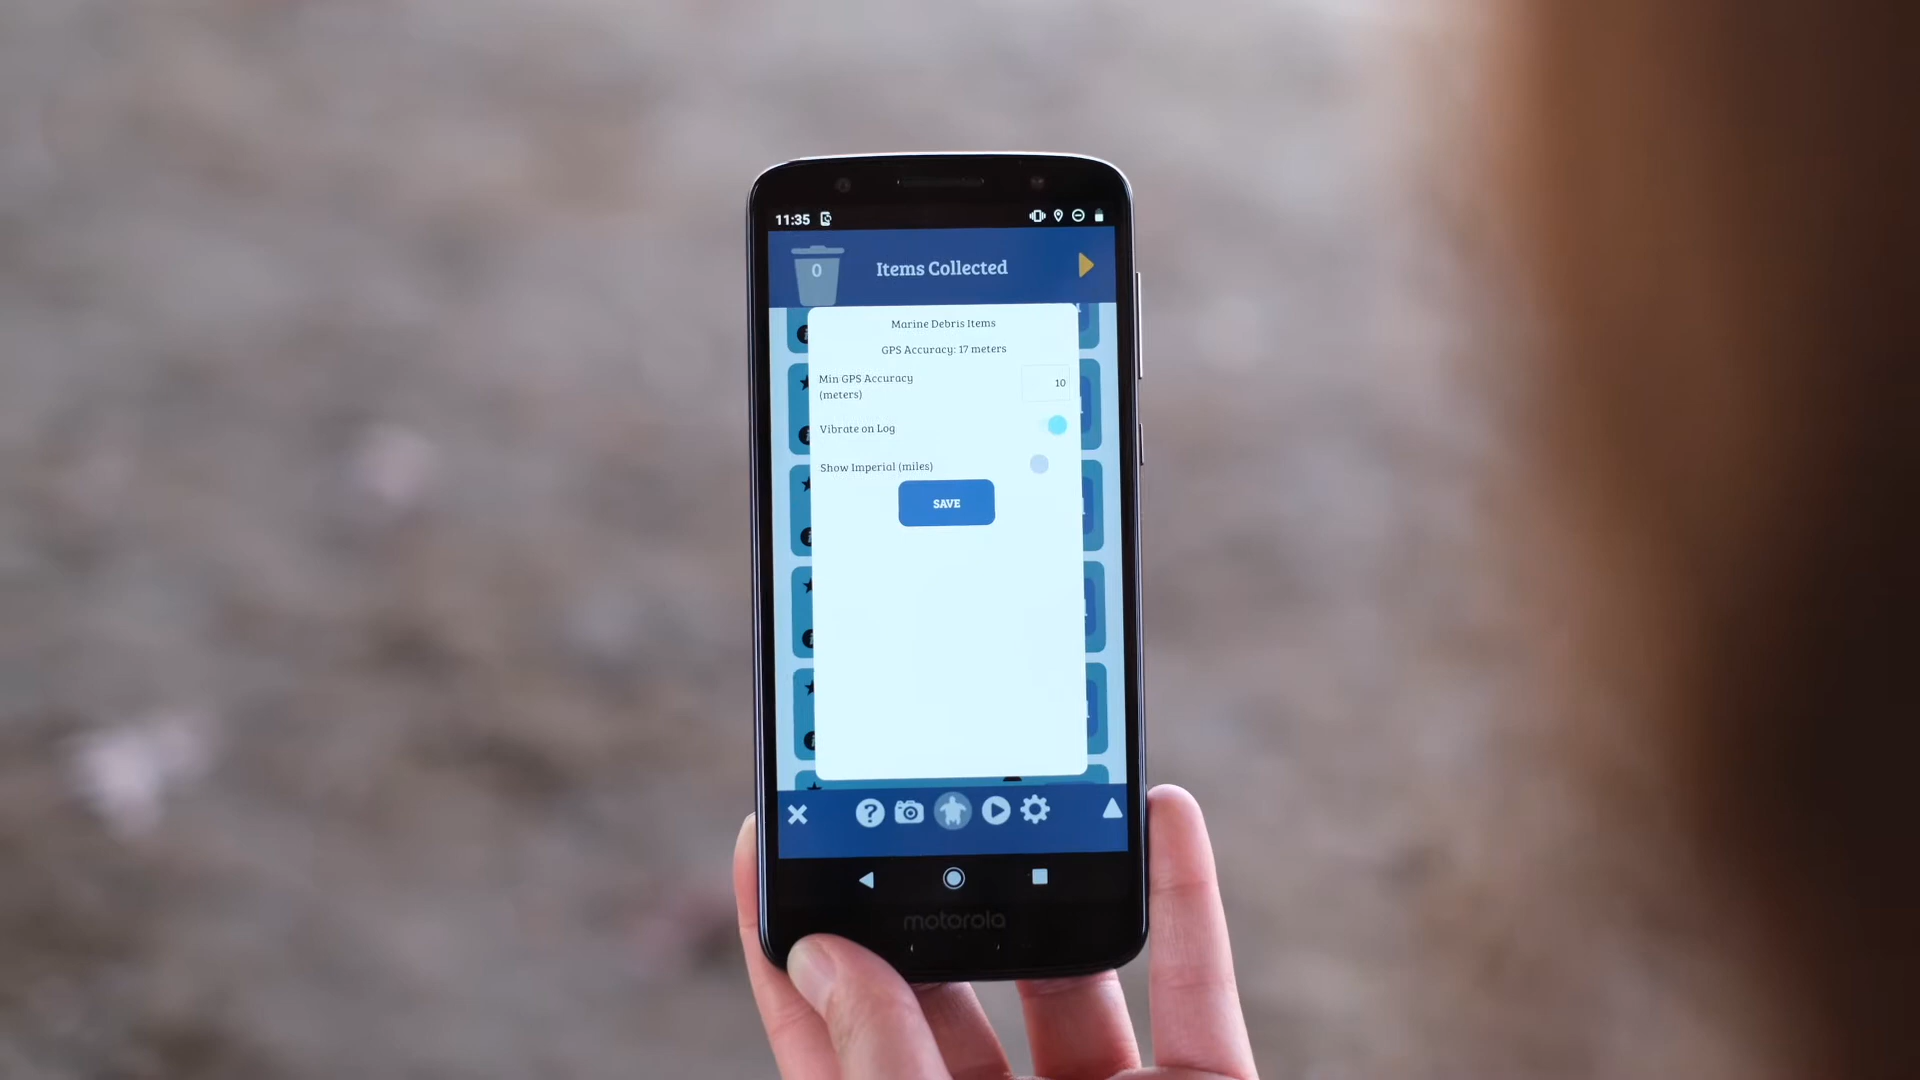 11:35
0
Items Collected
Marine Debris Items
GPS Accuracy: 17 meters
Min GPS Accuracy
(meters)
10
Vibrate on Log
Show Imperial (miles)
SAVE
?
motorola